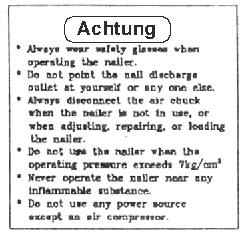 Achtung
• Always wear safety glasses when
operating the nailer.
• Do not point the nail discharge
outlet at yourself or any one else.
• Always disconnect the air chuck
when the nailer is not in use, or
when adjusting, repairing, or loading
the nailer.
• Do not use the nailer when the
operating pressure exceeds 7kg/cm²
• Never operate the nailer near any
inflammable substance.
• Do not use any power source
except an air compressor.